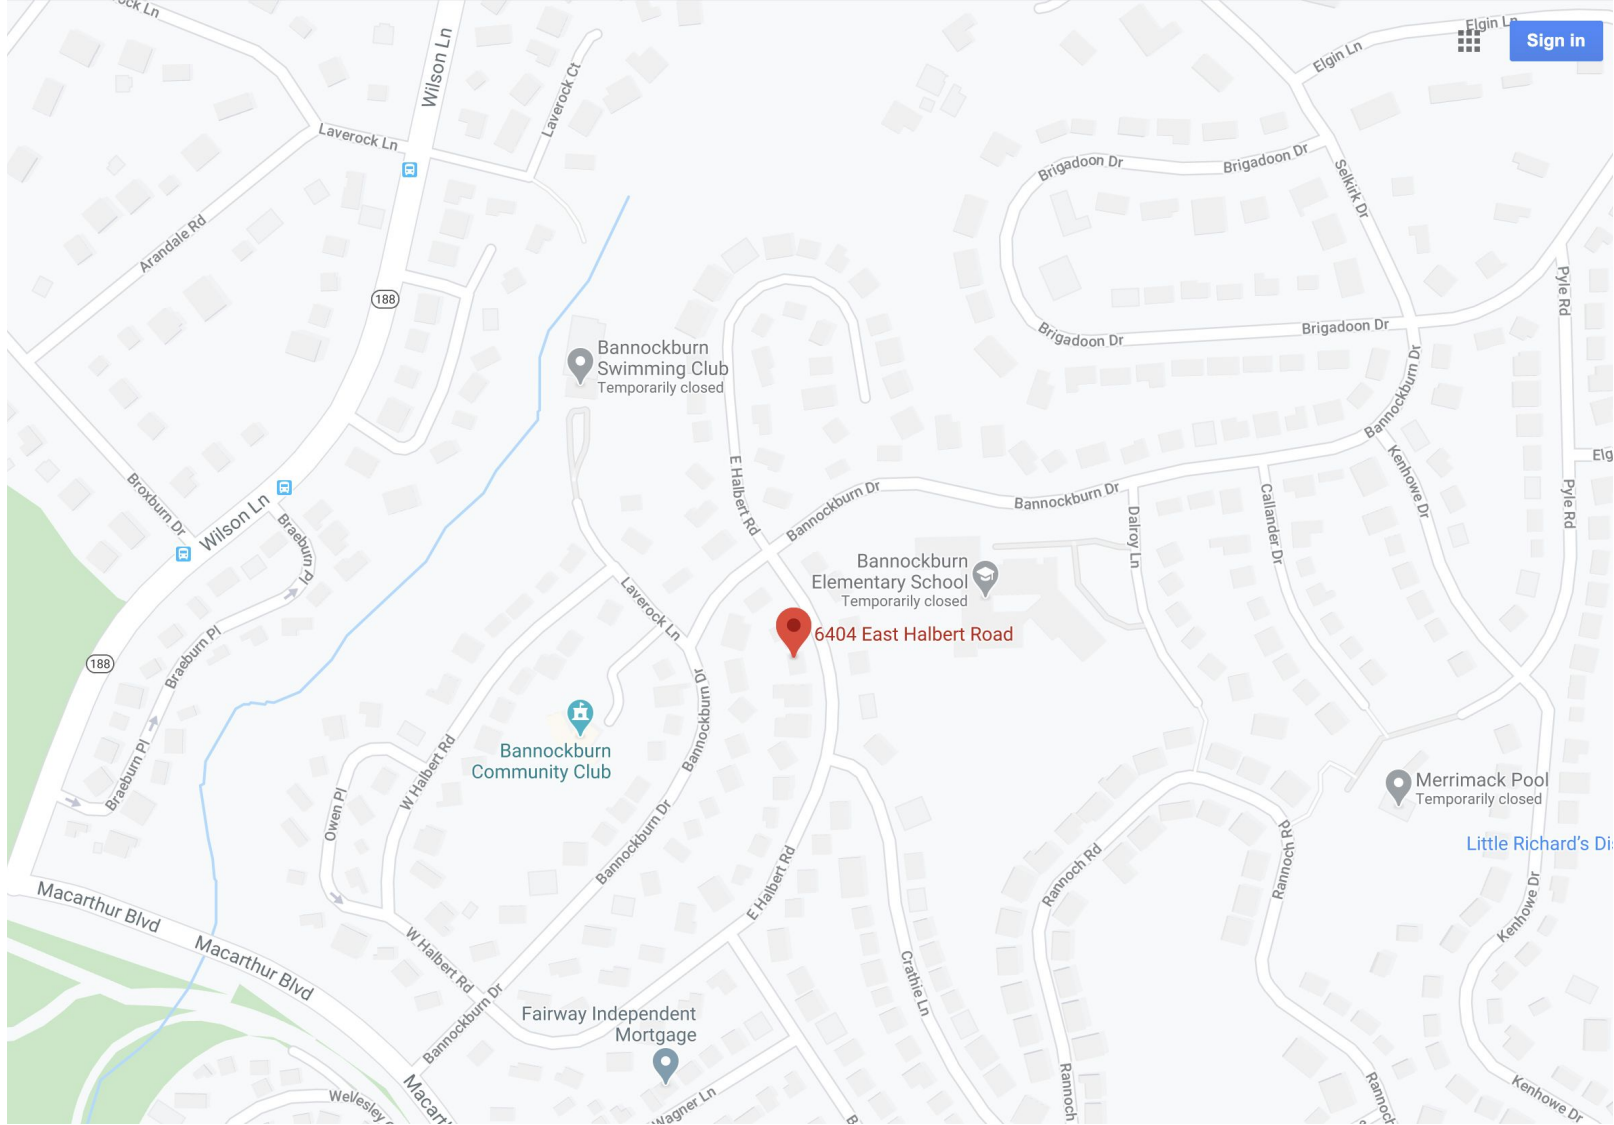 ck Ln
Wilson Ln
Elgin Ln
Elgin Ln
Sign in
Laverock Ct
Laverock Ln
Brigadoon Dr
Brigadoon Dr
Selkirk Dr
Arandale Rd
188
Pyle Rd
Brigadoon Dr
Brigadoon Dr
Bannockburn
Swimming Club
Temporarily closed
Bannockburn Dr
E Halbert Rd
Kenhowe Dr
Elg
Broxburn Dr
Wilson Ln
Braeburn Pl
Bannockburn Dr
Bannockburn Dr
Dalroy Ln
Callander Dr
Pyle Rd
Bannockburn
Elementary School
Temporarily closed
Laverock Ln
6404 East Halbert Road
Braeburn Pl
188
Bannockburn Dr
Bannockburn
Community Club
W Halbert Rd
Braeburn Pl
Owen Pl
Merrimack Pool
Temporarily closed
Little Richard's Di
Bannockburn Dr
E Halbert Rd
Rannoch Rd
Rannoch Rd
Kenhowe Dr
Macarthur Blvd
Macarthur Blvd
W Halbert Rd
Crathie Ln
Bannockburn Dr
Fairway Independent
Mortgage
Macart
Wellesley
Wagner Ln
B
Rannoch
Rannoch
Kenhowe Dr